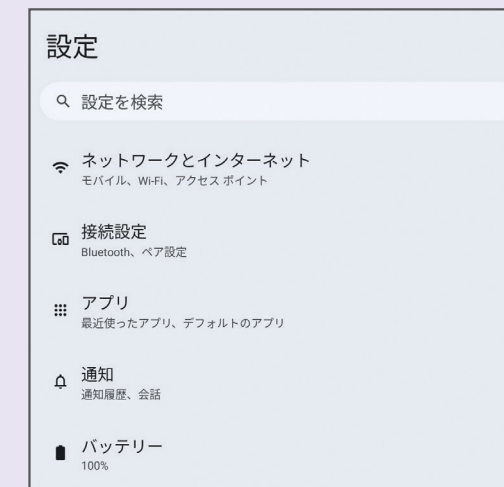 設定
設定を検索
ネットワークとインターネット
モバイル、Wi-Fi、アクセス ポイント
接続設定
Bluetooth、ペア設定
アプリ
最近使ったアプリ、デフォルトのアプリ
通知
通知履歴、会話
バッテリー
100%